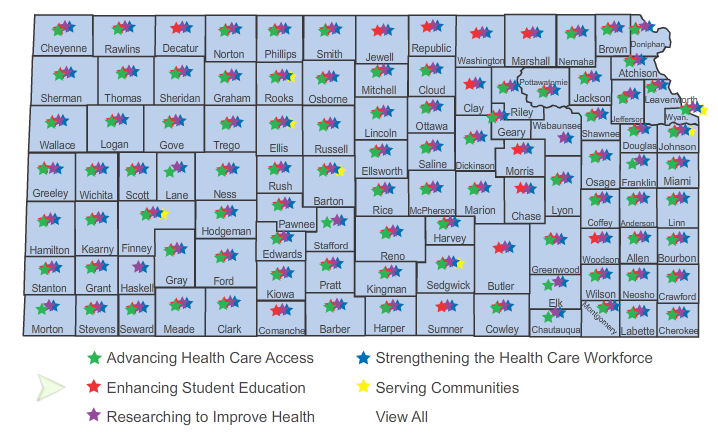 Cheyenne Rawlins Decatur Norton Phillips Smith Jewell Republic Washington Marshall Nemaha Brown Doniphan
Atchison
Sherman Thomas Sheridan Graham Rooks Osborne Mitchell Cloud Clay Pottawatomie Jackson Leavenworth
Riley Jefferson Wyan.
Wallace Logan Gove Trego Ellis Russell Lincoln Ottawa Geary Wabaunsee Shawnee Douglas Johnson
Ellsworth Saline Dickinson Morris
Greeley Wichita Scott Lane Ness Rush Barton Rice McPherson Marion Chase Lyon Osage Franklin Miami
Hamilton Kearny Finney Hodgeman Pawnee Stafford Reno Harvey Coffey Anderson Linn
Edwards
Gray Ford Sedgwick Butler Greenwood Woodson Allen Bourbon
Stanton Grant Haskell Kiowa Pratt Kingman Elk Wilson Neosho Crawford
Morton Stevens Seward Meade Clark Comanche Barber Harper Sumner Cowley Chautauqua Montgomery Labette Cherokee
Advancing Health Care Access
Strengthening the Health Care Workforce
Enhancing Student Education
Serving Communities
Researching to Improve Health
View All